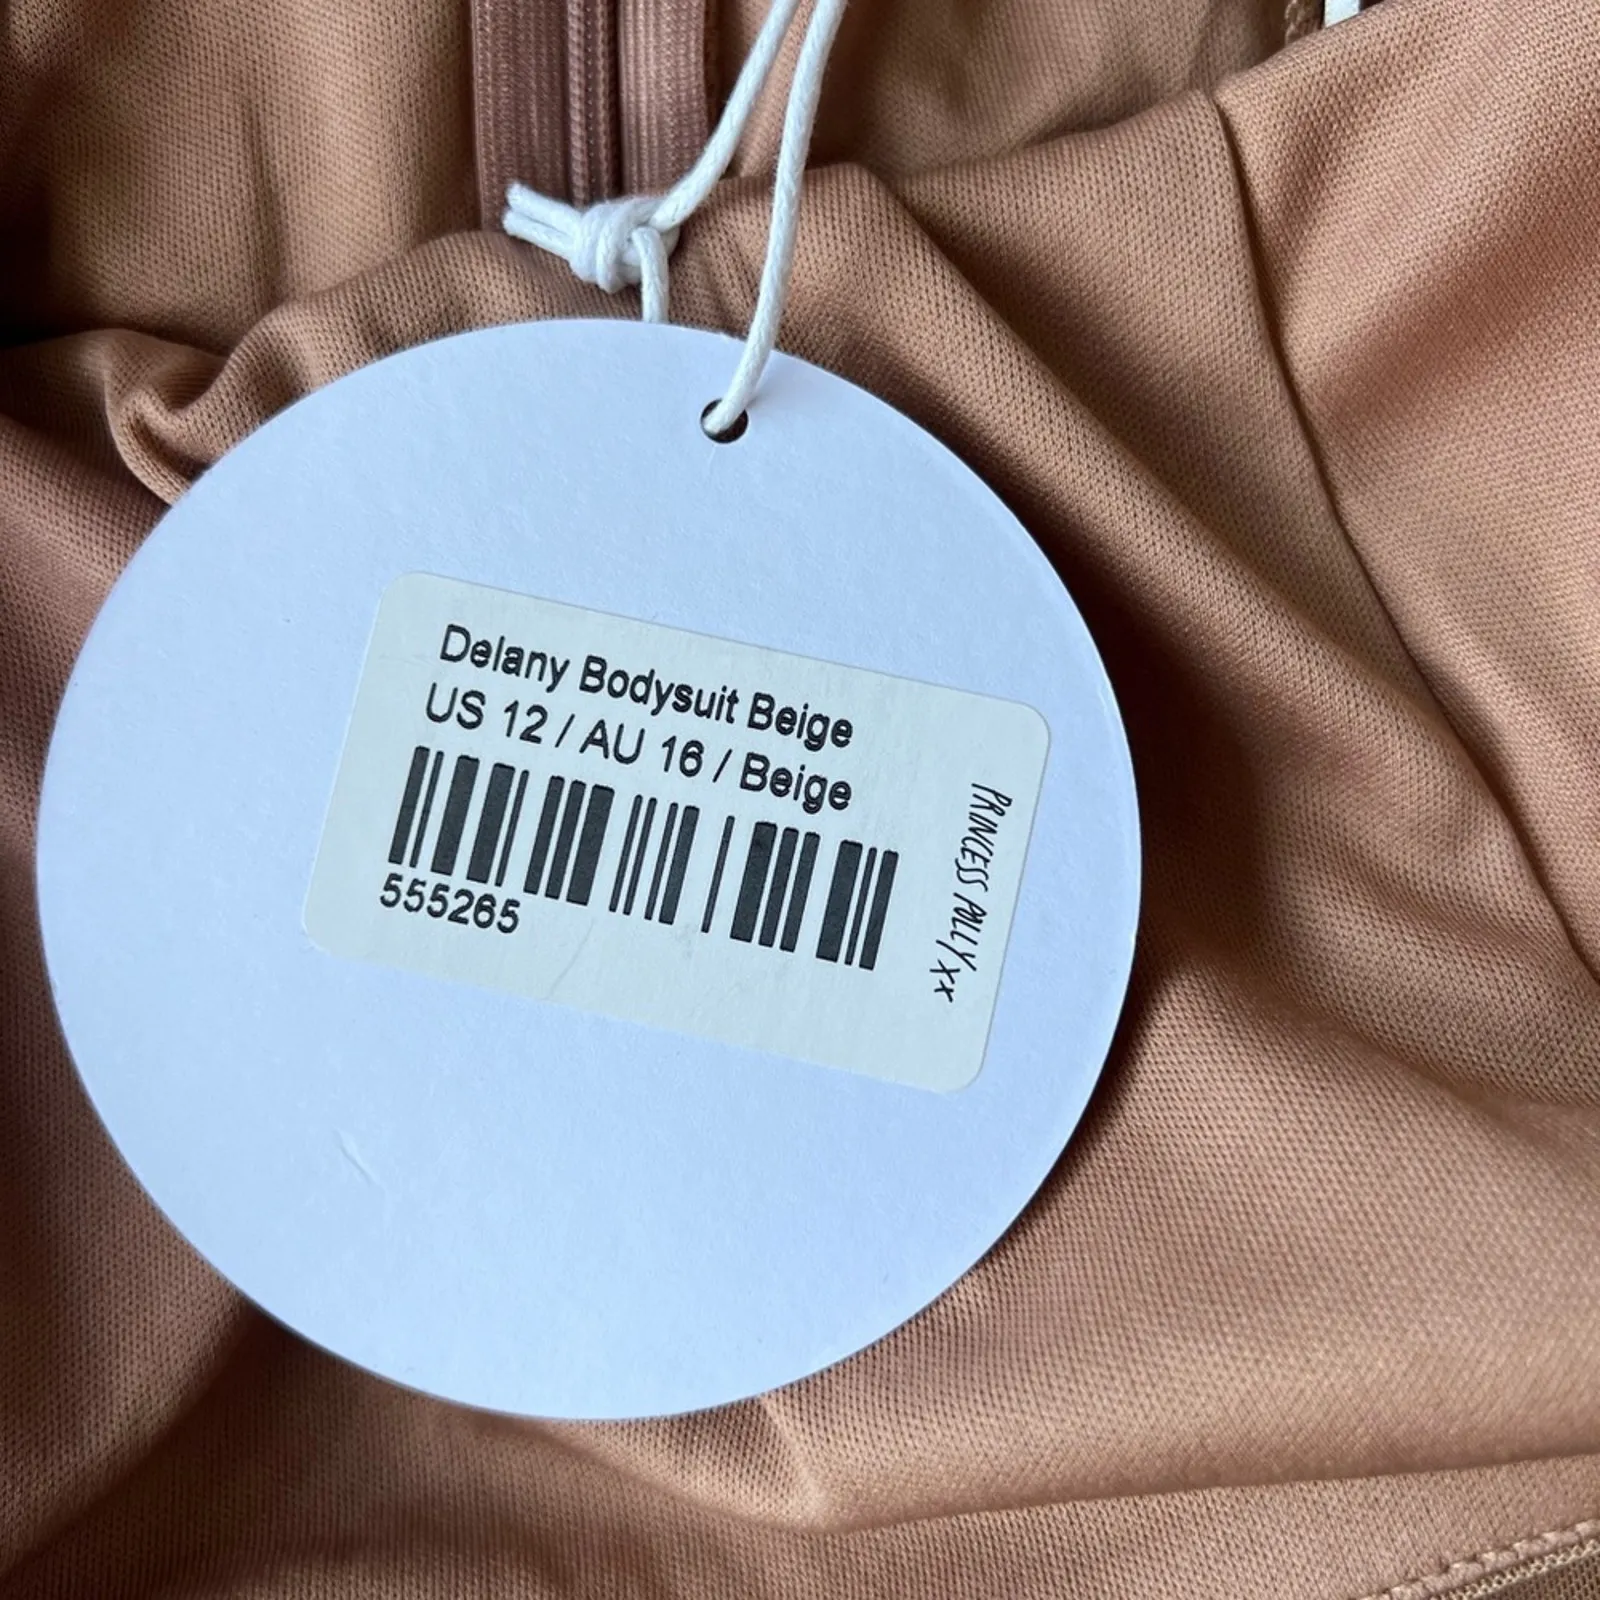 Delany Bodysuit Beige
US 12 / AU 16 / Beige
555265
PRINCESS POLLY xx